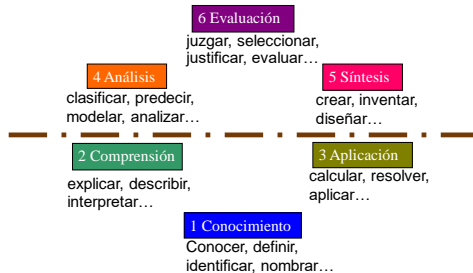 6 Evaluación
juzgar, seleccionar,
justificar, evaluar…
4 Análisis
clasificar, predecir,
modelar, analizar…
5 Síntesis
crear, inventar,
diseñar…
2 Comprensión
explicar, describir,
interpretar…
3 Aplicación
calcular, resolver,
aplicar…
1 Conocimiento
Conocer, definir,
identificar, nombrar…